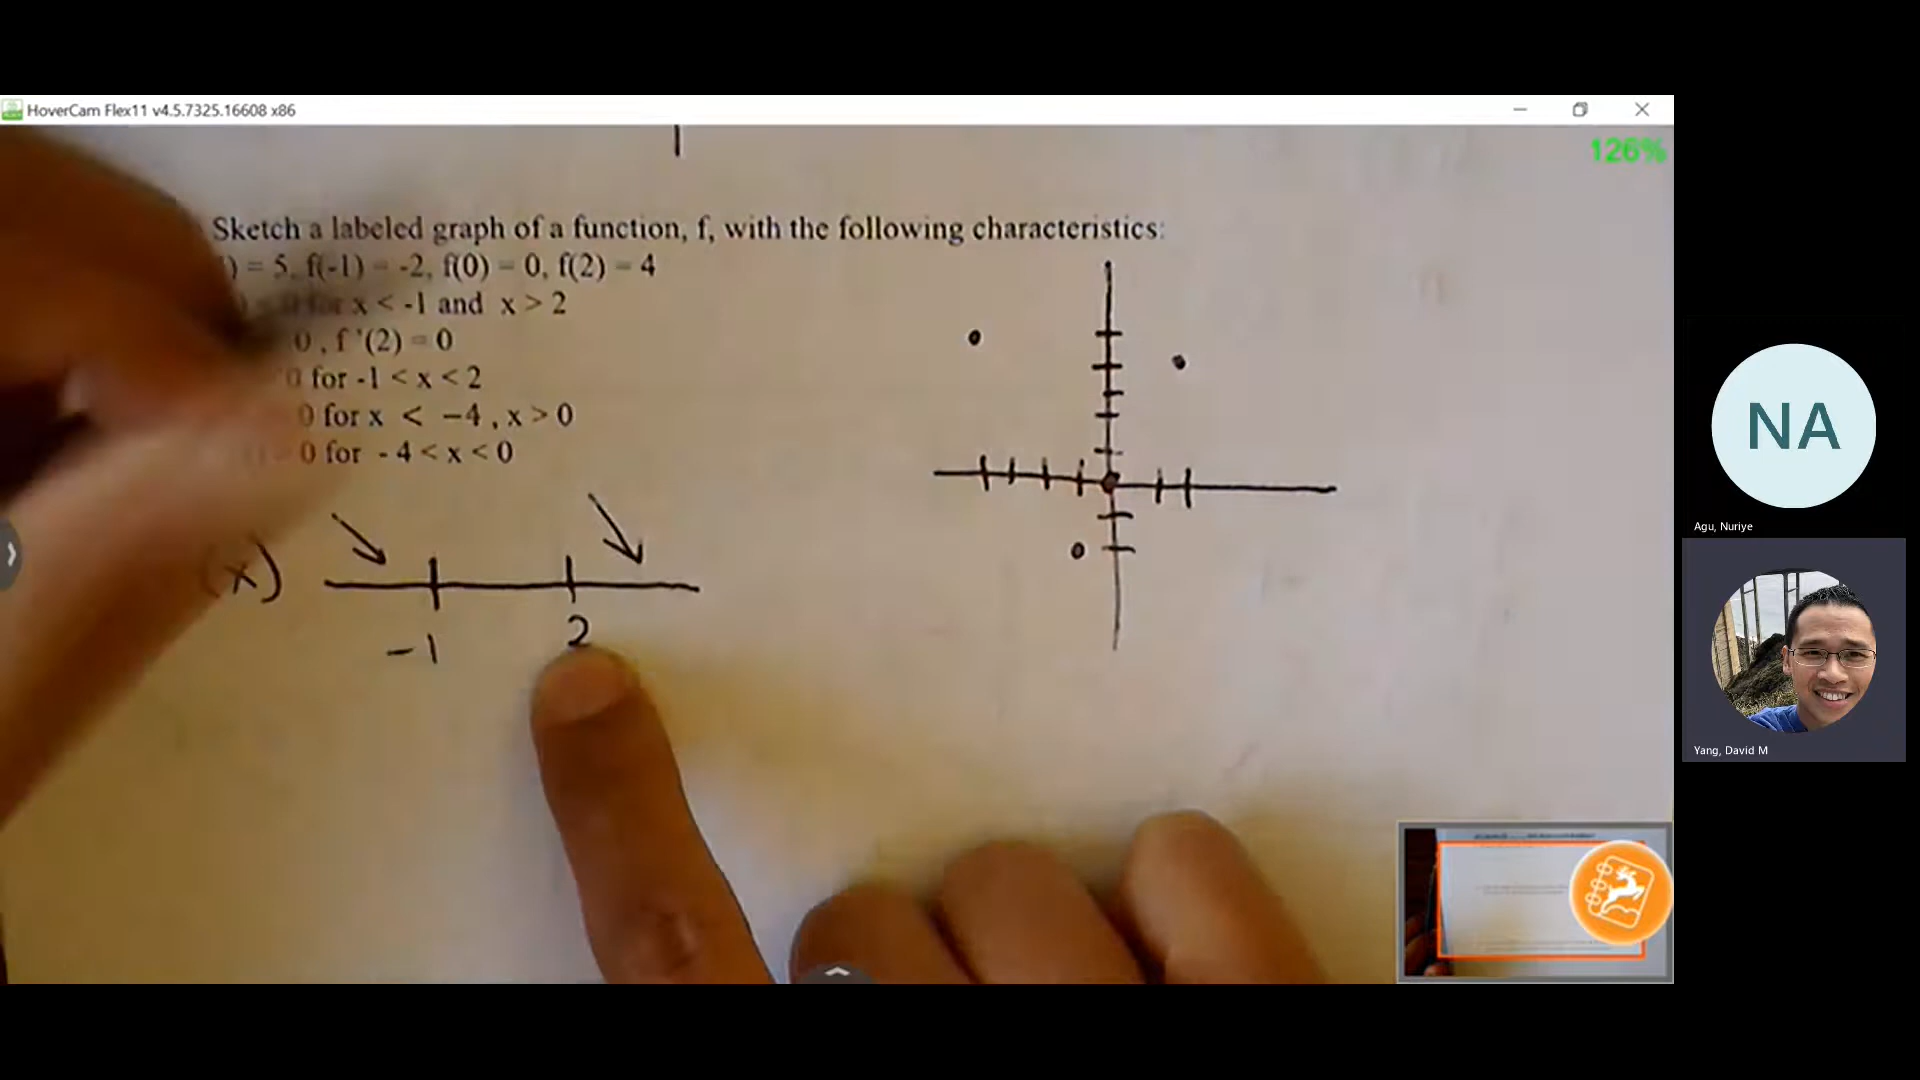 HoverCam Flex11 v4.5.7325.16608 x86
126%
Sketch a labeled graph of a function, f, with the following characteristics:
) = 5, f(-1) = -2, f(0) = 0, f(2) = 4
for x < -1 and x > 2
0 , f '(2) = 0
0 for -1 < x < 2
0 for x < −4 , x > 0
0 for - 4 < x < 0
(x)
-1
2
NA
Agu, Nuriye
Yang, David M